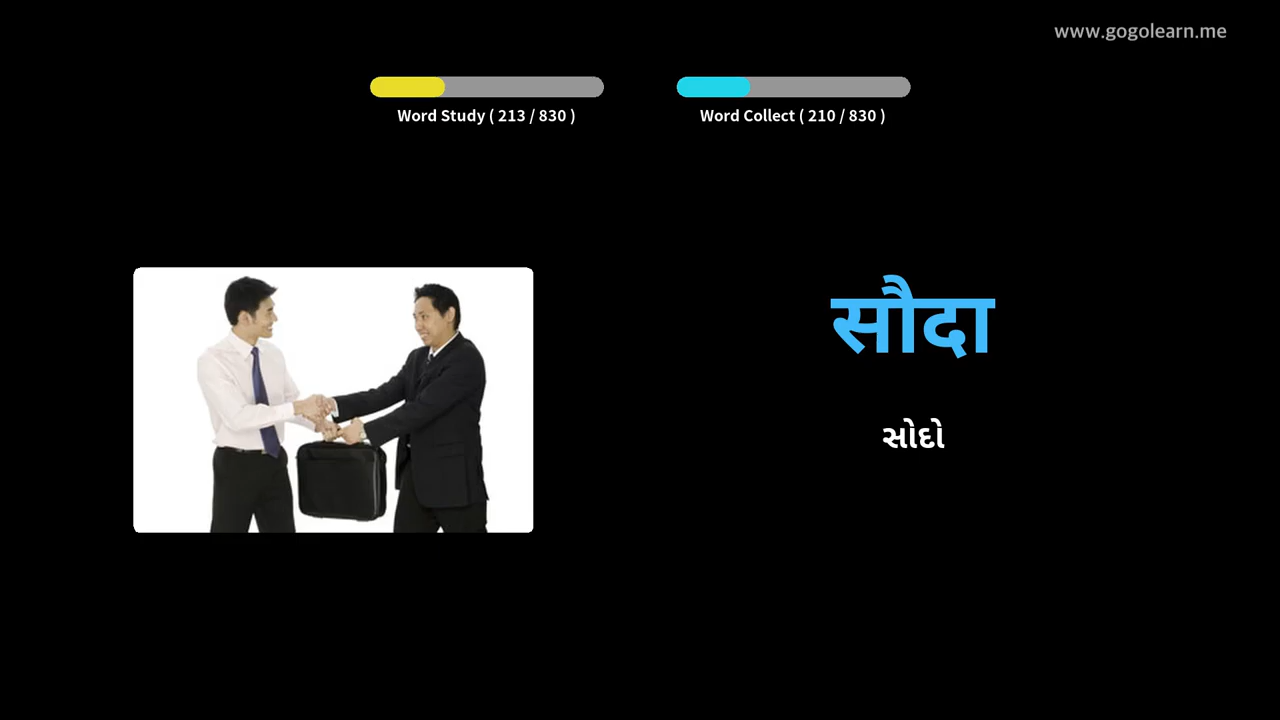 www.gogolearn.me
Word Study ( 213 / 830 )
Word Collect ( 210 / 830 )
सौदा
સોદો